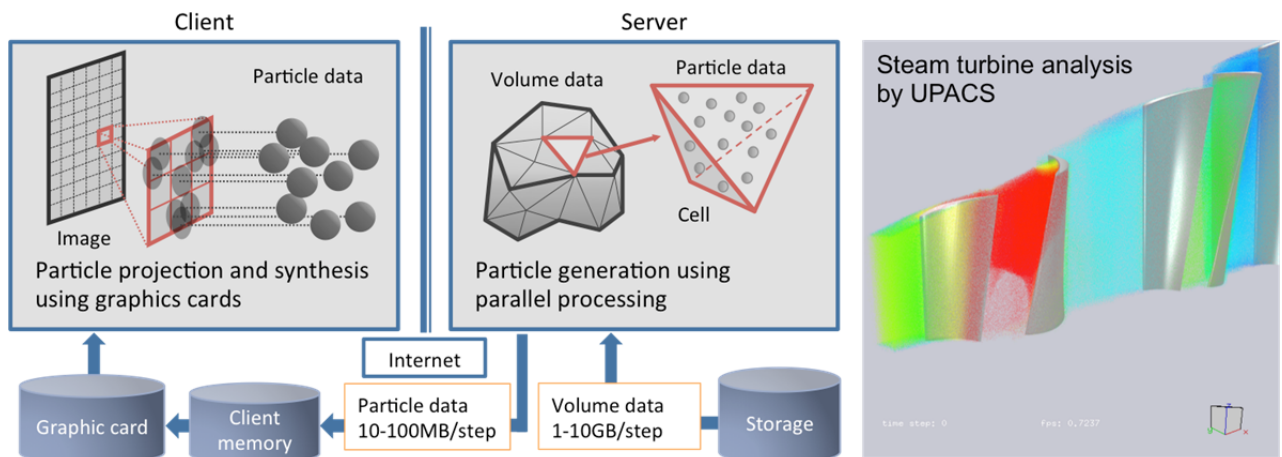 Client
Particle data
Image
Particle projection and synthesis
using graphics cards
Server
Volume data
Particle data
Cell
Particle generation using
parallel processing
Internet
Graphic card
Client
memory
Particle data
10-100MB/step
Volume data
1-10GB/step
Storage
Steam turbine analysis
by UPACS
time step: 0
fps: 0.7237